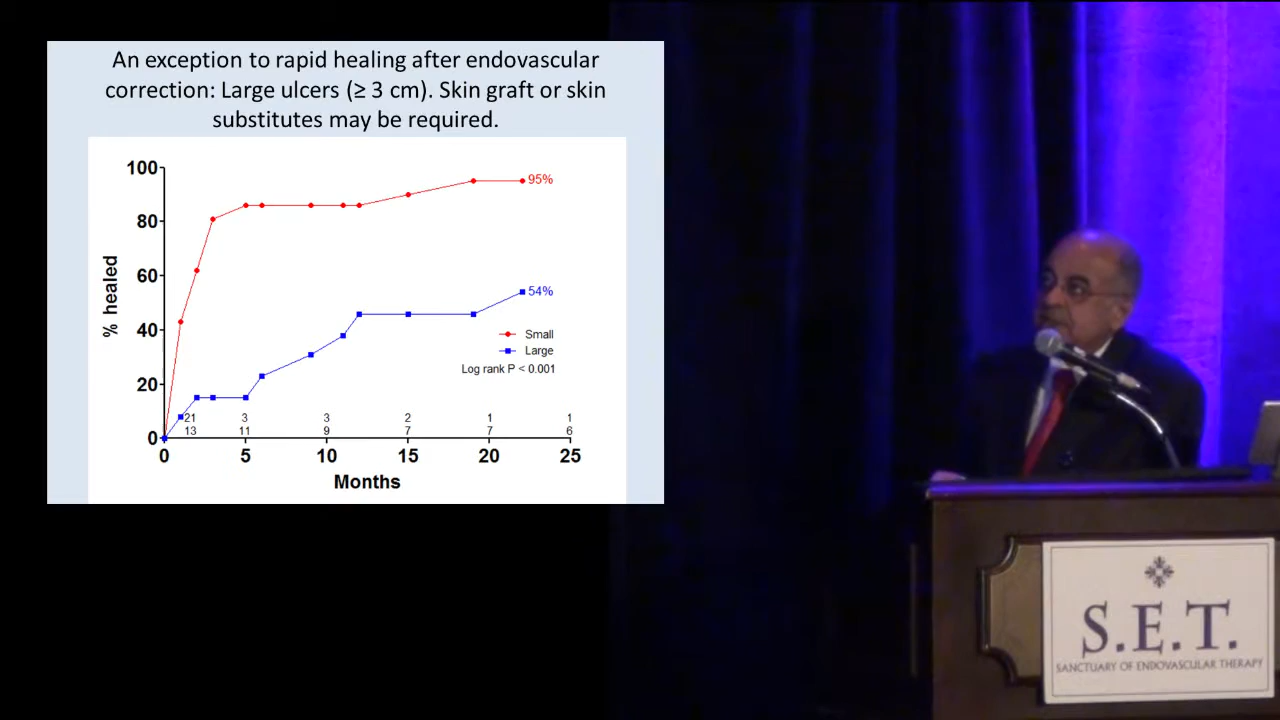 An exception to rapid healing after endovascular
correction: Large ulcers (≥ 3 cm). Skin graft or skin
substitutes may be required.
100
80
60
40
20
0
% healed
95%
54%
Small
Large
Log rank P < 0.001
21 3 3 2 1 1
13 11 9 7 7 6
0 5 10 15 20 25
Months
S.E.T.
SANCTUARY OF ENDOVASCULAR THERAPY